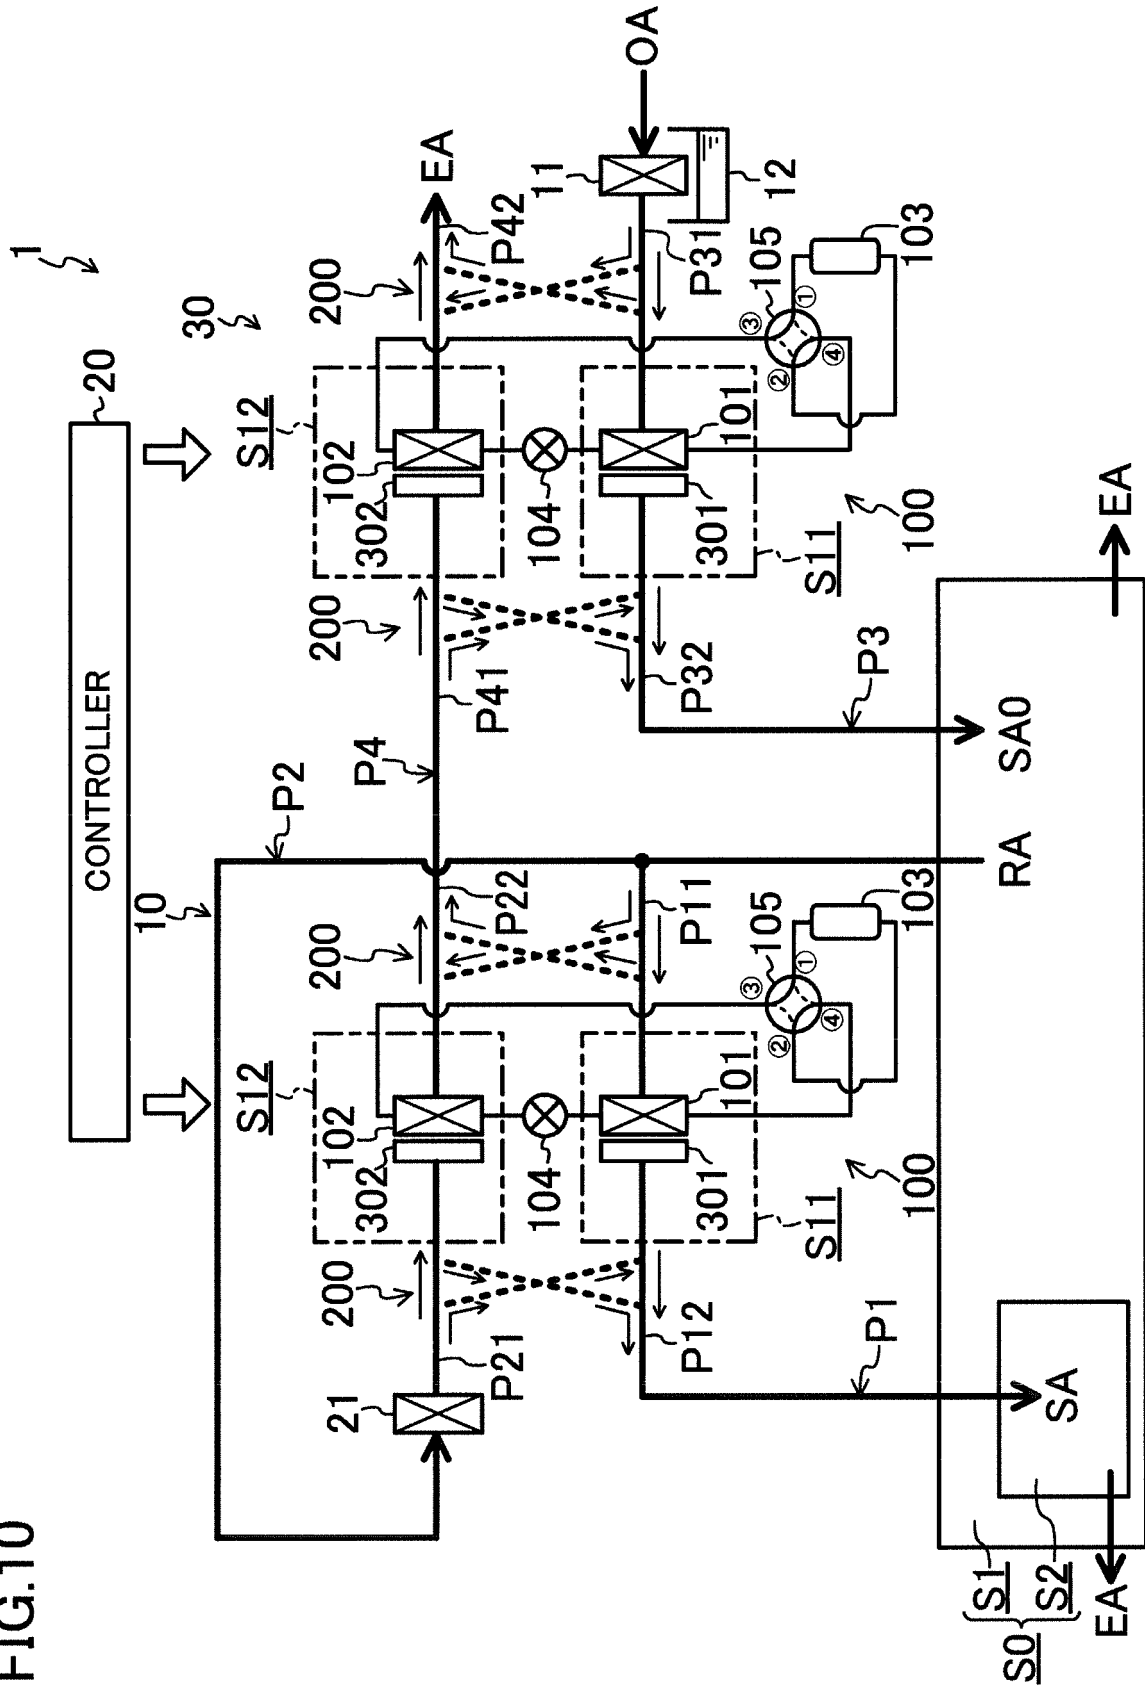 FIG.10
1
CONTROLLER
20
10
30
P2
S12
S12
200
200
200
200
EA
302
102
302
102
21
P21
P22
P4
P41
P42
104
104
OA
11
12
P12
301
101
P11
P32
301
101
P31
S11
S11
③
②
①
④
105
103
③
②
①
④
105
103
100
100
P1
P3
SA
RA
SA0
EA
EA
S1
S2
S0